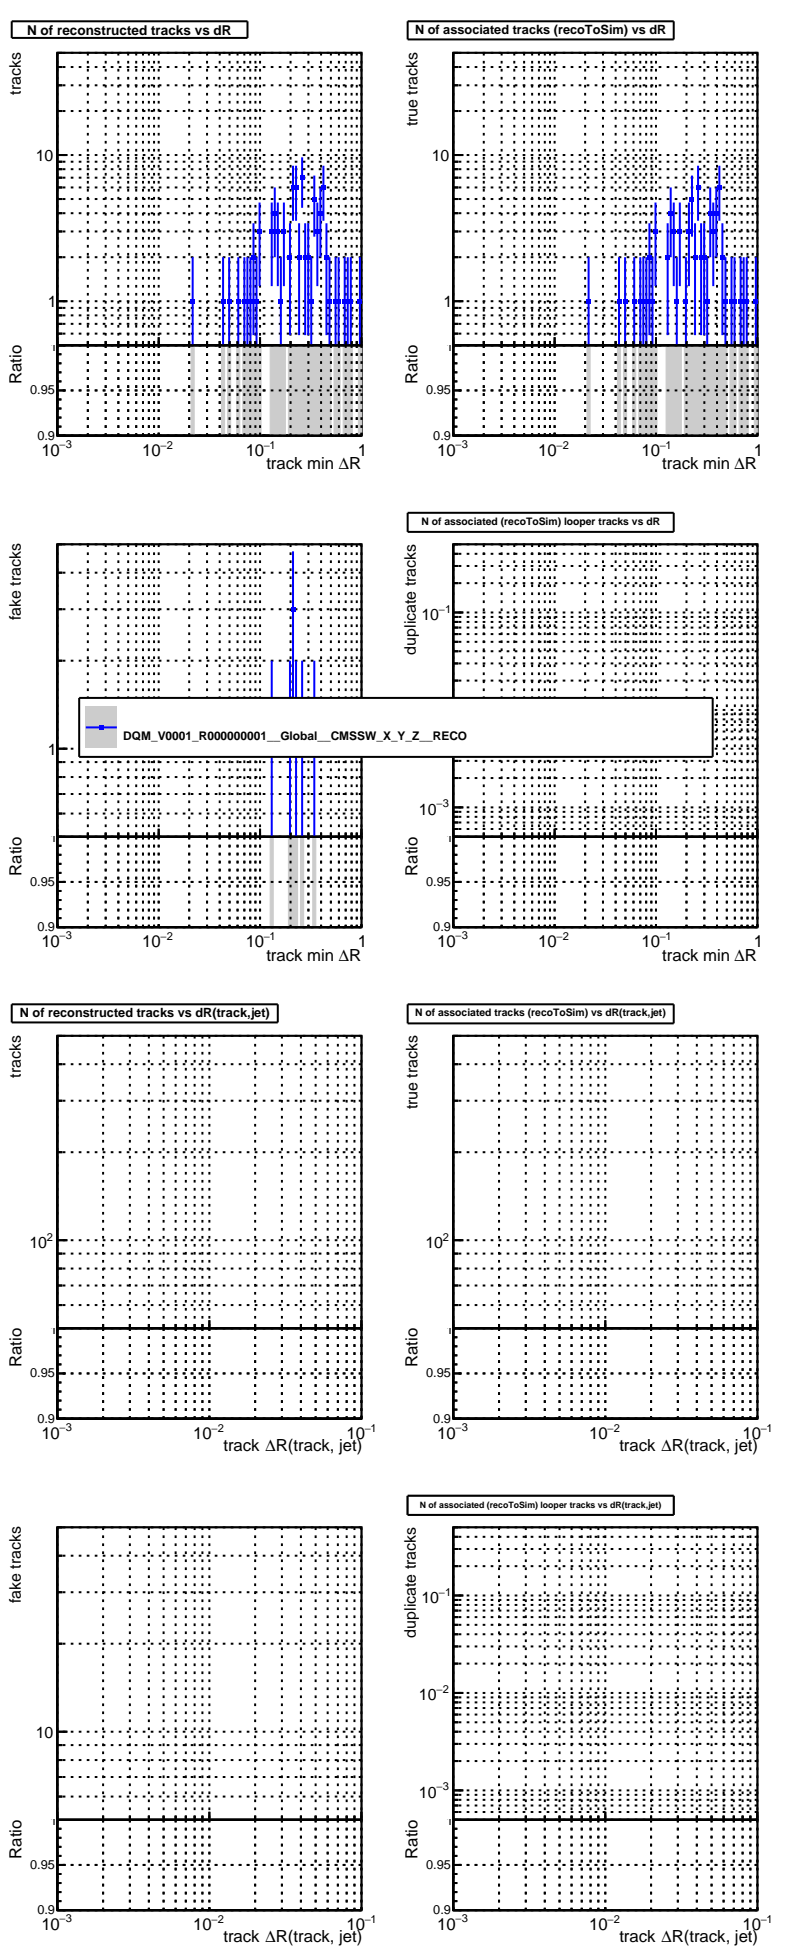 N of reconstructed tracks vs dR
tracks
10
1
Ratio
1
0.95
0.9
10⁻³
10⁻²
10⁻¹
1
track min ΔR
N of associated tracks (recoToSim) vs dR
true tracks
10
1
Ratio
1
0.95
0.9
10⁻³
10⁻²
10⁻¹
1
track min ΔR
fake tracks
1
Ratio
1
0.95
0.9
10⁻³
10⁻²
10⁻¹
1
track min ΔR
N of associated (recoToSim) looper tracks vs dR
duplicate tracks
10⁻¹
10⁻³
Ratio
1
0.95
0.9
10⁻³
10⁻²
10⁻¹
1
track min ΔR
DQM_V0001_R000000001__Global__CMSSW_X_Y_Z__RECO
N of reconstructed tracks vs dR(track,jet)
tracks
10²
Ratio
1
0.95
0.9
10⁻³
10⁻²
10⁻¹
track ΔR(track, jet)
N of associated tracks (recoToSim) vs dR(track,jet)
true tracks
10²
Ratio
1
0.95
0.9
10⁻³
10⁻²
10⁻¹
track ΔR(track, jet)
fake tracks
10
Ratio
1
0.95
0.9
10⁻³
10⁻²
10⁻¹
track ΔR(track, jet)
N of associated (recoToSim) looper tracks vs dR(track,jet)
duplicate tracks
10⁻¹
10⁻²
10⁻³
Ratio
1
0.95
0.9
10⁻³
10⁻²
10⁻¹
track ΔR(track, jet)